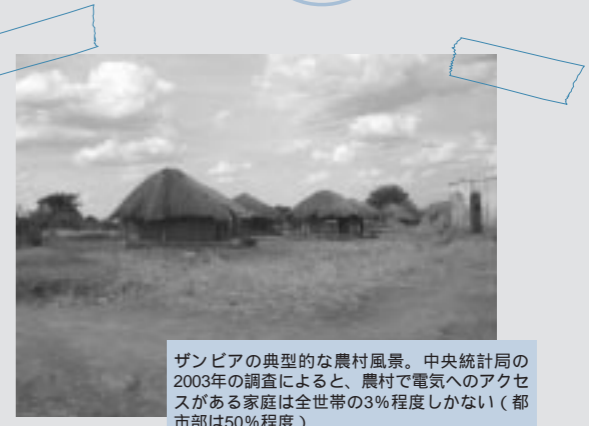 ザンビアの典型的な農村風景。中央統計局の
2003年の調査によると、農村で電気へのアクセ
スがある家庭は全世帯の3%程度しかない（都
市部は50%程度）